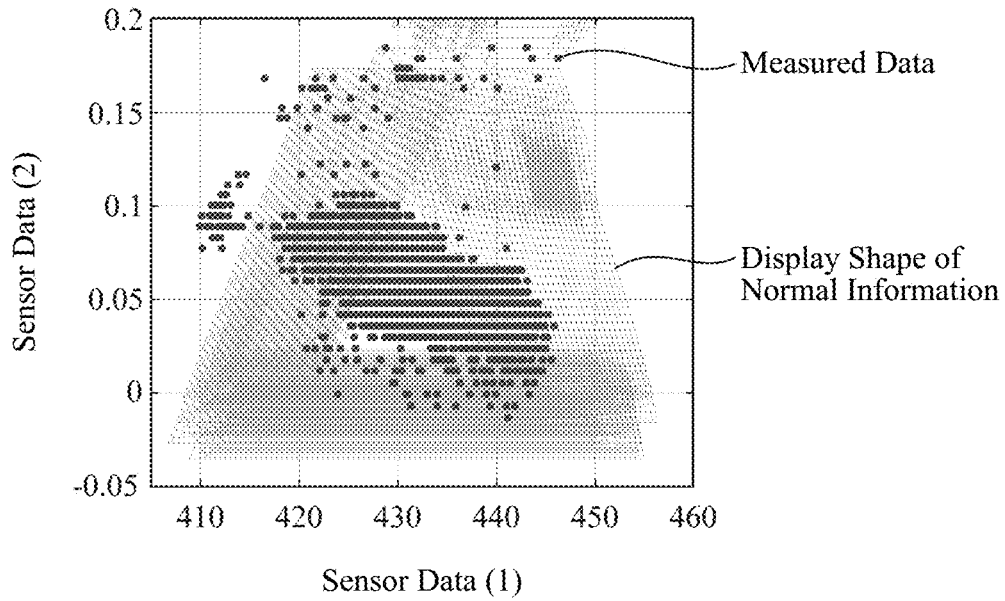 0.2
0.15
0.1
0.05
0
-0.05
Sensor Data (2)
410 420 430 440 450 460
Sensor Data (1)
Measured Data
Display Shape of
Normal Information